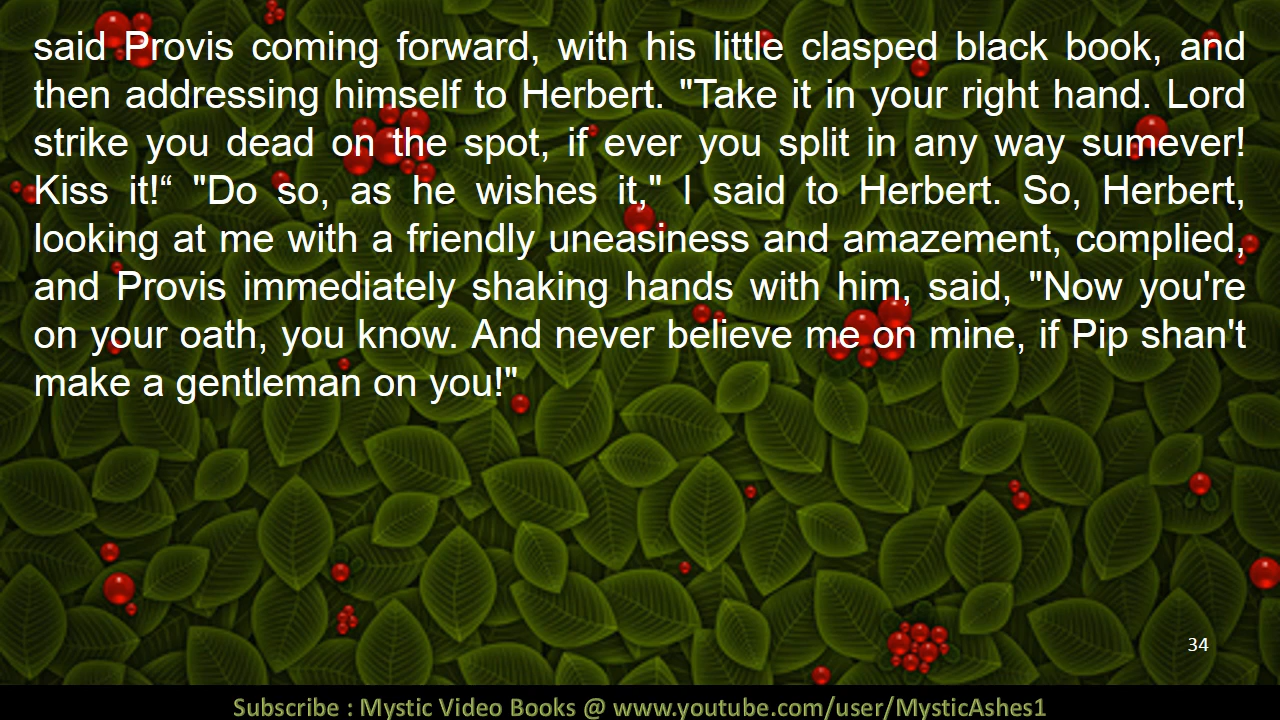 said Provis coming forward, with his little clasped black book, and
then addressing himself to Herbert. "Take it in your right hand. Lord
strike you dead on the spot, if ever you split in any way sumever!
Kiss it!“ "Do so, as he wishes it," I said to Herbert. So, Herbert,
looking at me with a friendly uneasiness and amazement, complied,
and Provis immediately shaking hands with him, said, "Now you're
on your oath, you know. And never believe me on mine, if Pip shan't
make a gentleman on you!"
34
Subscribe : Mystic Video Books @ www.youtube.com/user/MysticAshes1